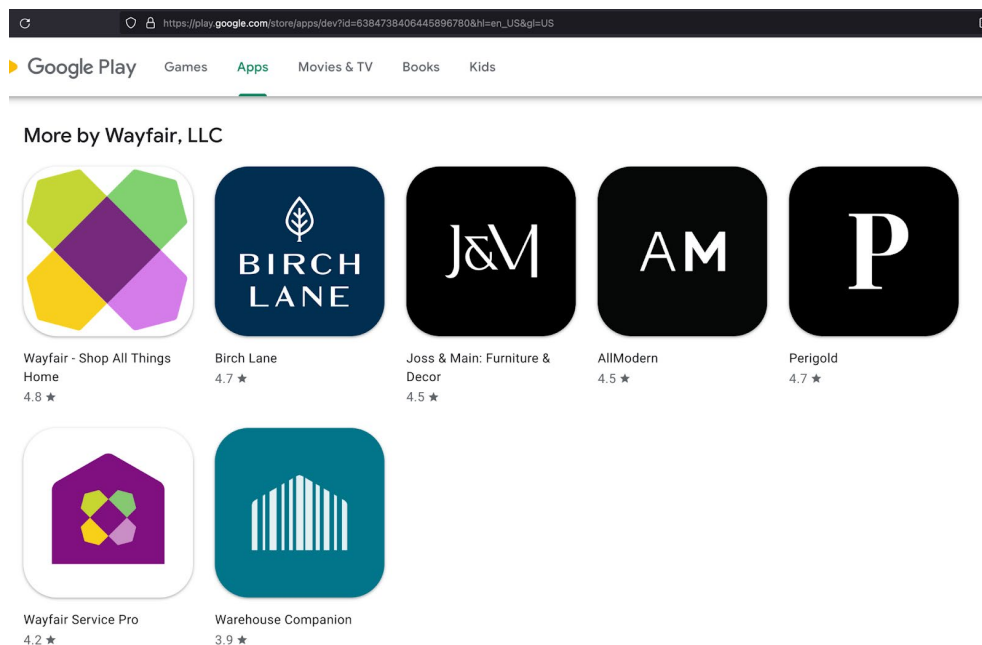 https://play.google.com/store/apps/dev?id=6384738406445896780&hl=en_US&gl=US
Google Play Games Apps Movies & TV Books Kids
More by Wayfair, LLC
BIRCH
LANE
J&M
AM
P
Wayfair - Shop All Things
Home
4.8 ★
Birch Lane
4.7 ★
Joss & Main: Furniture &
Decor
4.5 ★
AllModern
4.5 ★
Perigold
4.7 ★
Wayfair Service Pro
4.2 ★
Warehouse Companion
3.9 ★